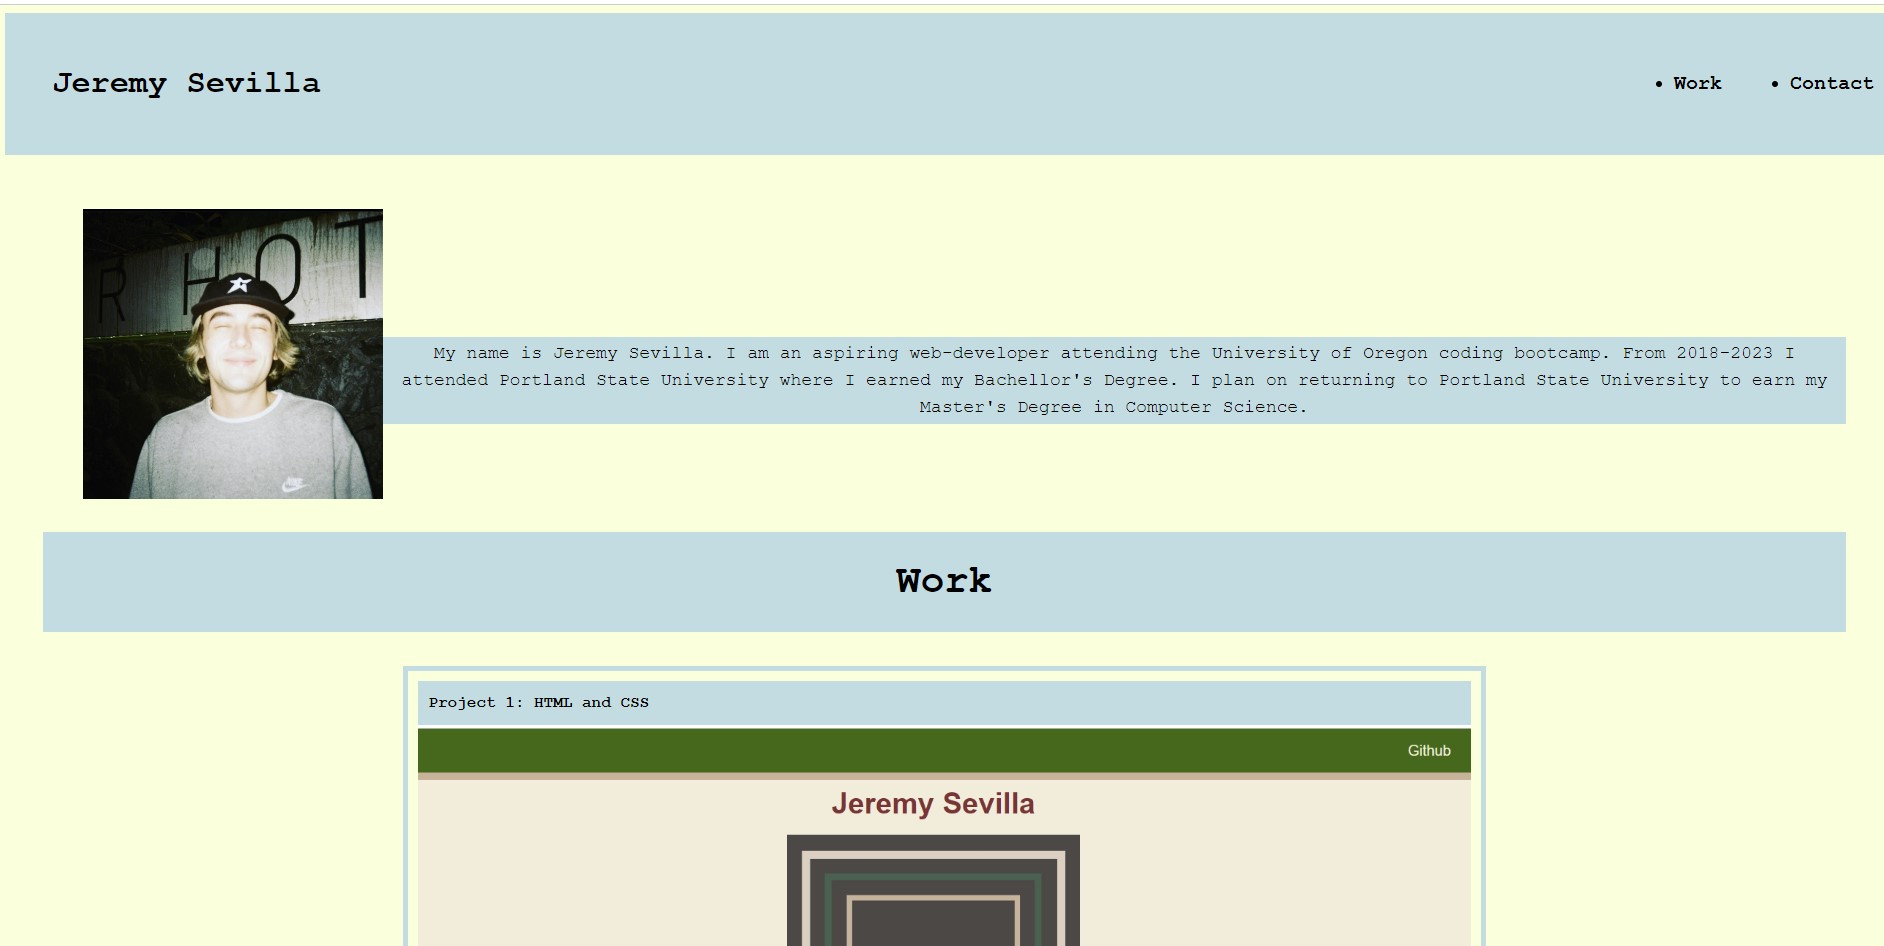 Jeremy Sevilla
• Work • Contact
R HOT
My name is Jeremy Sevilla. I am an aspiring web-developer attending the University of Oregon coding bootcamp. From 2018-2023 I
attended Portland State University where I earned my Bachellor's Degree. I plan on returning to Portland State University to earn my
Master's Degree in Computer Science.
Work
Project 1: HTML and CSS
Github
Jeremy Sevilla